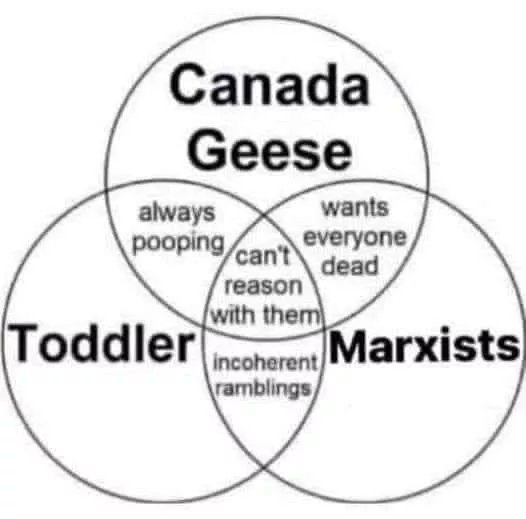 Canada
Geese
always
pooping
wants
everyone
dead
can't
reason
with them
Toddler
Marxists
incoherent
ramblings